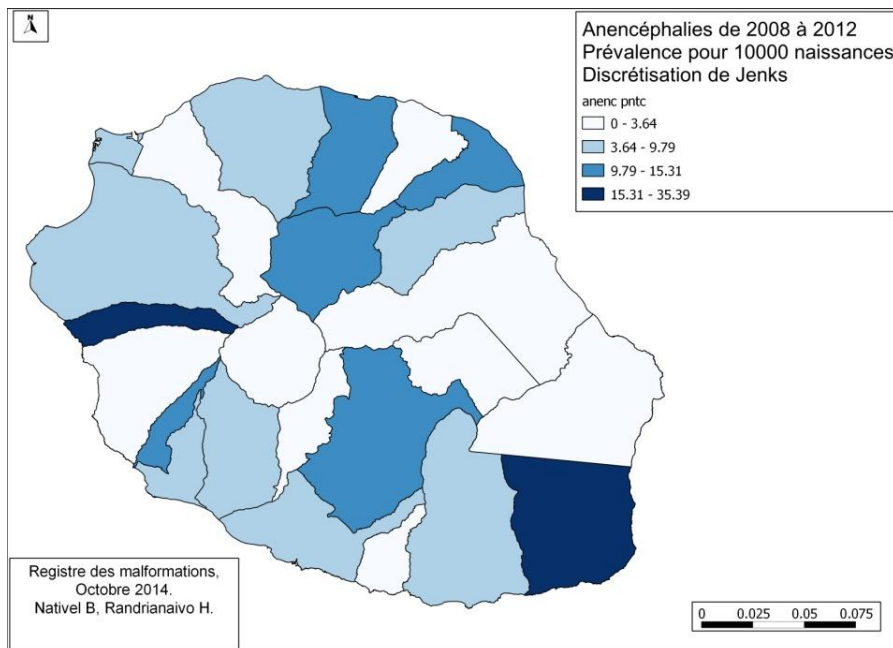 N
Anencéphalies de 2008 à 2012
Prévalence pour 10000 naissances
Discrétisation de Jenks
anenc pntc
0 - 3.64
3.64 - 9.79
9.79 - 15.31
15.31 - 35.39
Registre des malformations,
Octobre 2014.
Nativel B, Randrianaivo H.
0 0.025 0.05 0.075